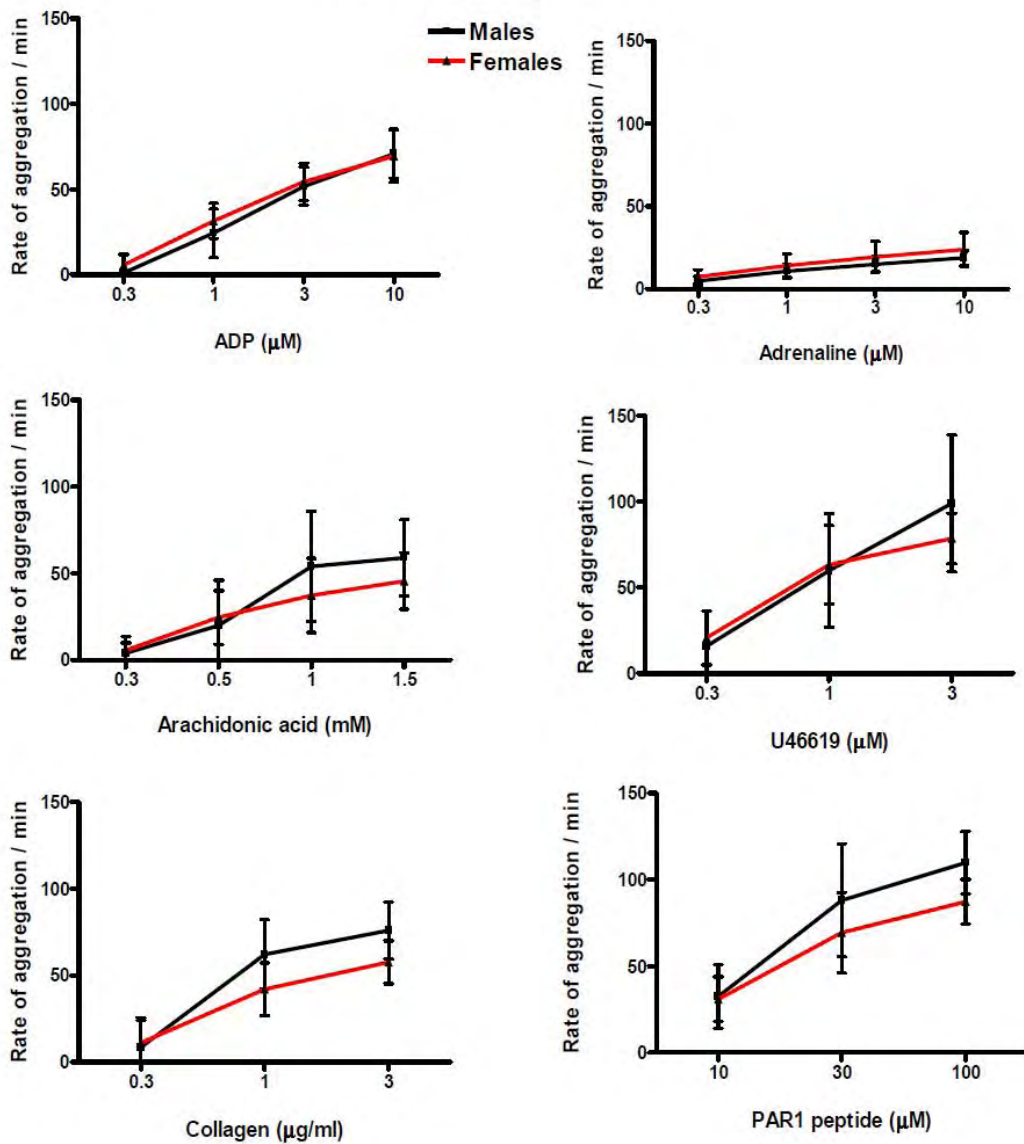 Males
Females
Rate of aggregation / min
150
100
50
0
0.3 1 3 10
ADP (μM)
Rate of aggregation / min
150
100
50
0
0.3 1 3 10
Adrenaline (μM)
Rate of aggregation / min
150
100
50
0
0.3 0.5 1 1.5
Arachidonic acid (mM)
Rate of aggregation / min
150
100
50
0
0.3 1 3
U46619 (μM)
Rate of aggregation / min
150
100
50
0
0.3 1 3
Collagen (μg/ml)
Rate of aggregation / min
150
100
50
0
10 30 100
PAR1 peptide (μM)